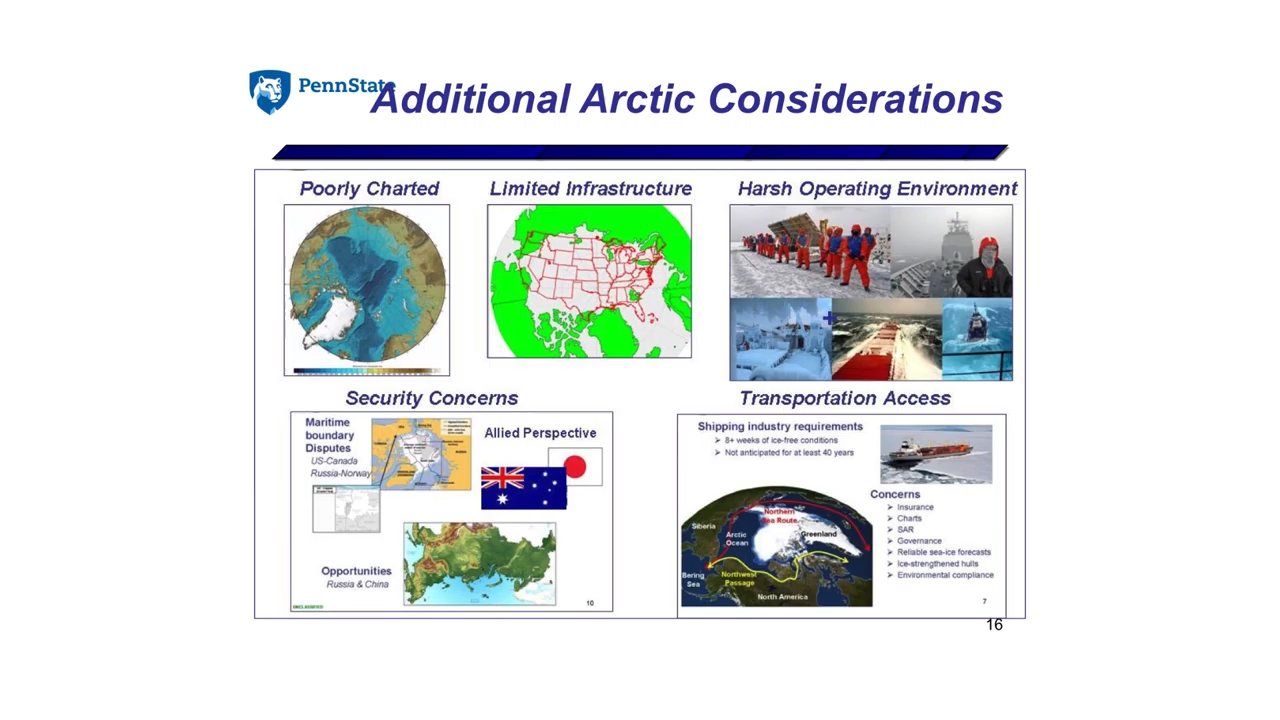 PennState
Additional Arctic Considerations
Poorly Charted
Limited Infrastructure
Harsh Operating Environment
Security Concerns
Maritime
boundary
Disputes
US-Canada
Russia-Norway
Allied Perspective
Opportunities
Russia & China
UNCLASSIFIED
10
Transportation Access
Shipping industry requirements
8+ weeks of ice-free conditions
Not anticipated for at least 40 years
Concerns
Insurance
Charts
SAR
Governance
Reliable sea-ice forecasts
Ice-strengthened hulls
Environmental compliance
Northern
Sea Route
Siberia
Arctic
Ocean
Greenland
Bering
Sea
Northwest
Passage
North America
7
16